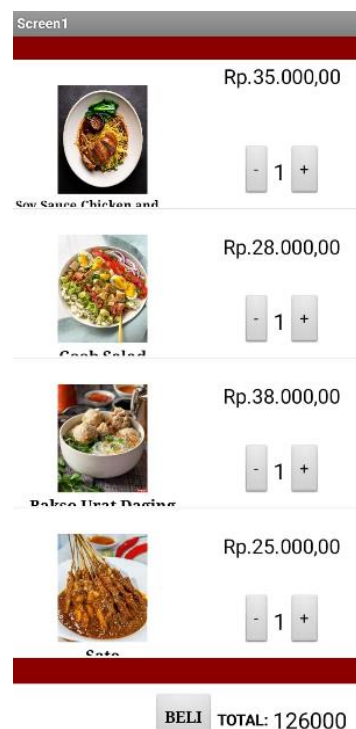 Screen1
Rp.35.000,00
- 1 +
Soy Sauce Chicken and
Rp.28.000,00
- 1 +
Cobb Salad
Rp.38.000,00
- 1 +
Bakso Urat Daging
Rp.25.000,00
- 1 +
Sate
BELI TOTAL: 126000